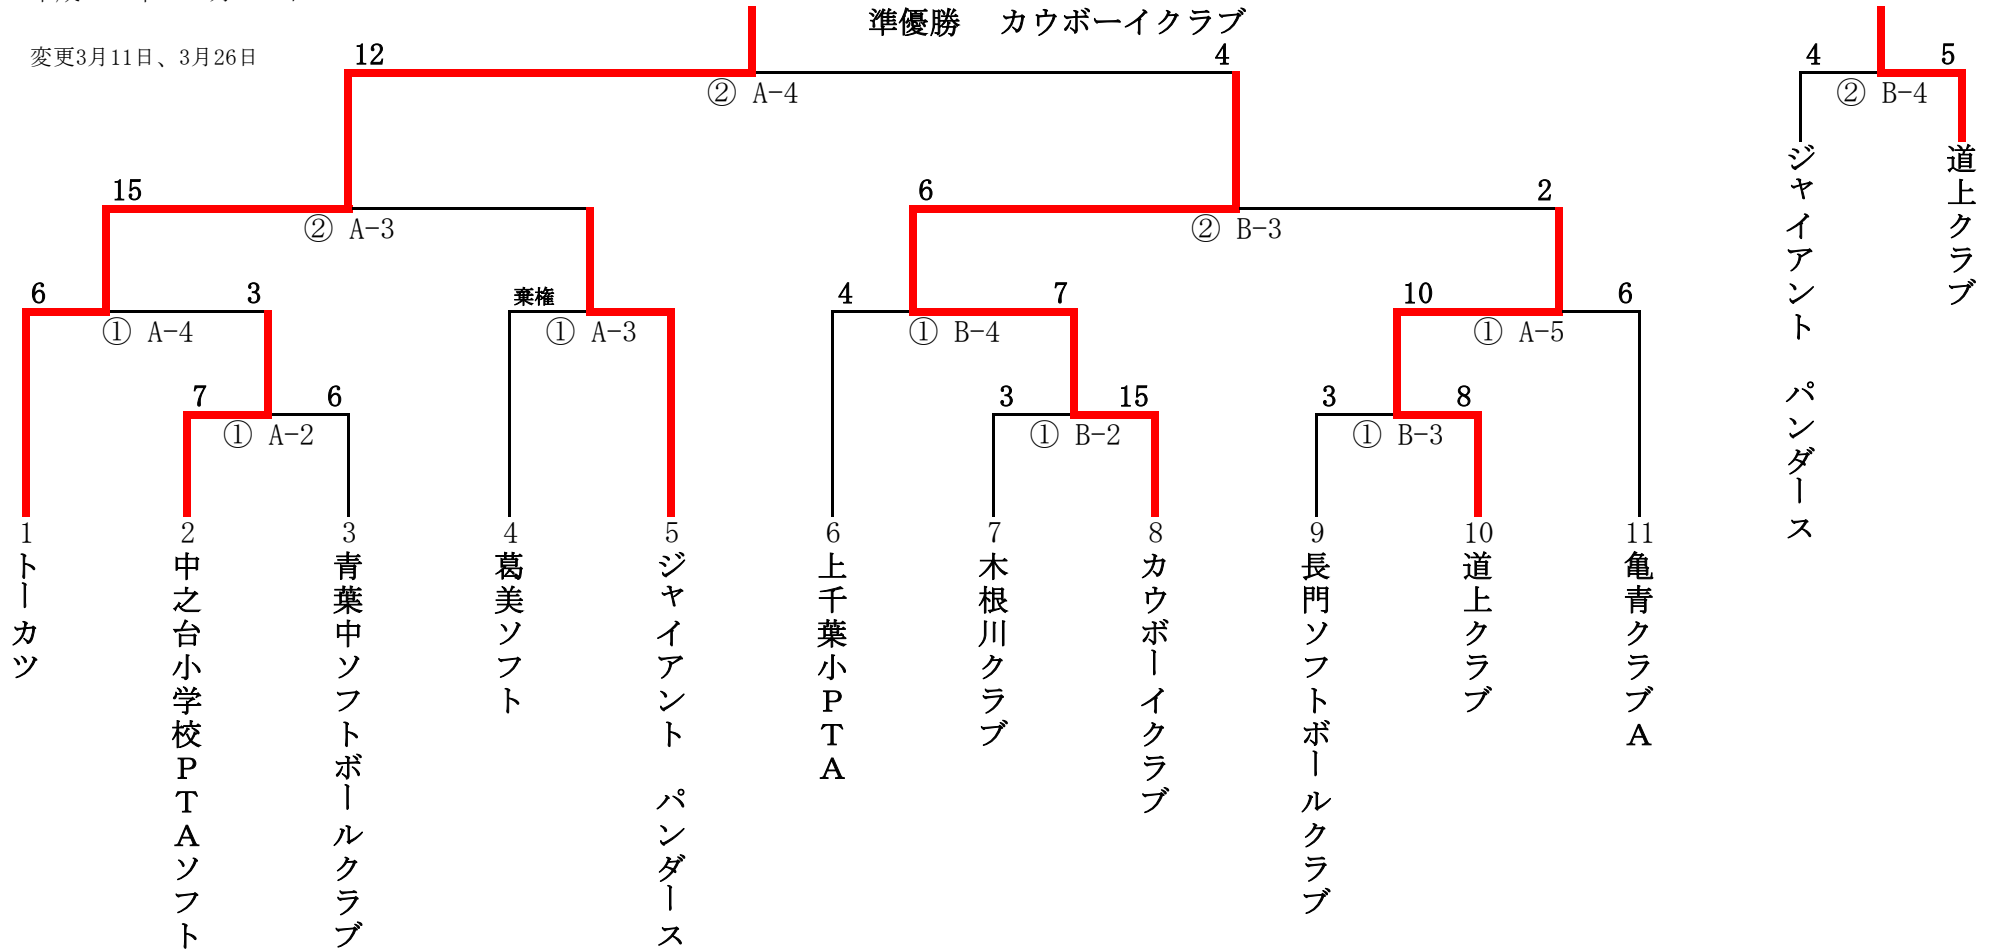 準優勝 カウボーイクラブ
変更3月11日、3月26日
12
4
② A-4
4
5
② B-4
ジャイアント パンダース
道上クラブ
15
② A-3
6
2
② B-3
6
3
① A-4
棄権
① A-3
4
7
① B-4
10
6
① A-5
7
6
① A-2
3
15
① B-2
3
8
① B-3
1
トーカツ
2
中之台小学校PTAソフト
3
青葉中ソフトボールクラブ
4
葛美ソフト
5
ジャイアント パンダース
6
上千葉小PTA
7
木根川クラブ
8
カウボーイクラブ
9
長門ソフトボールクラブ
10
道上クラブ
11
亀青クラブA